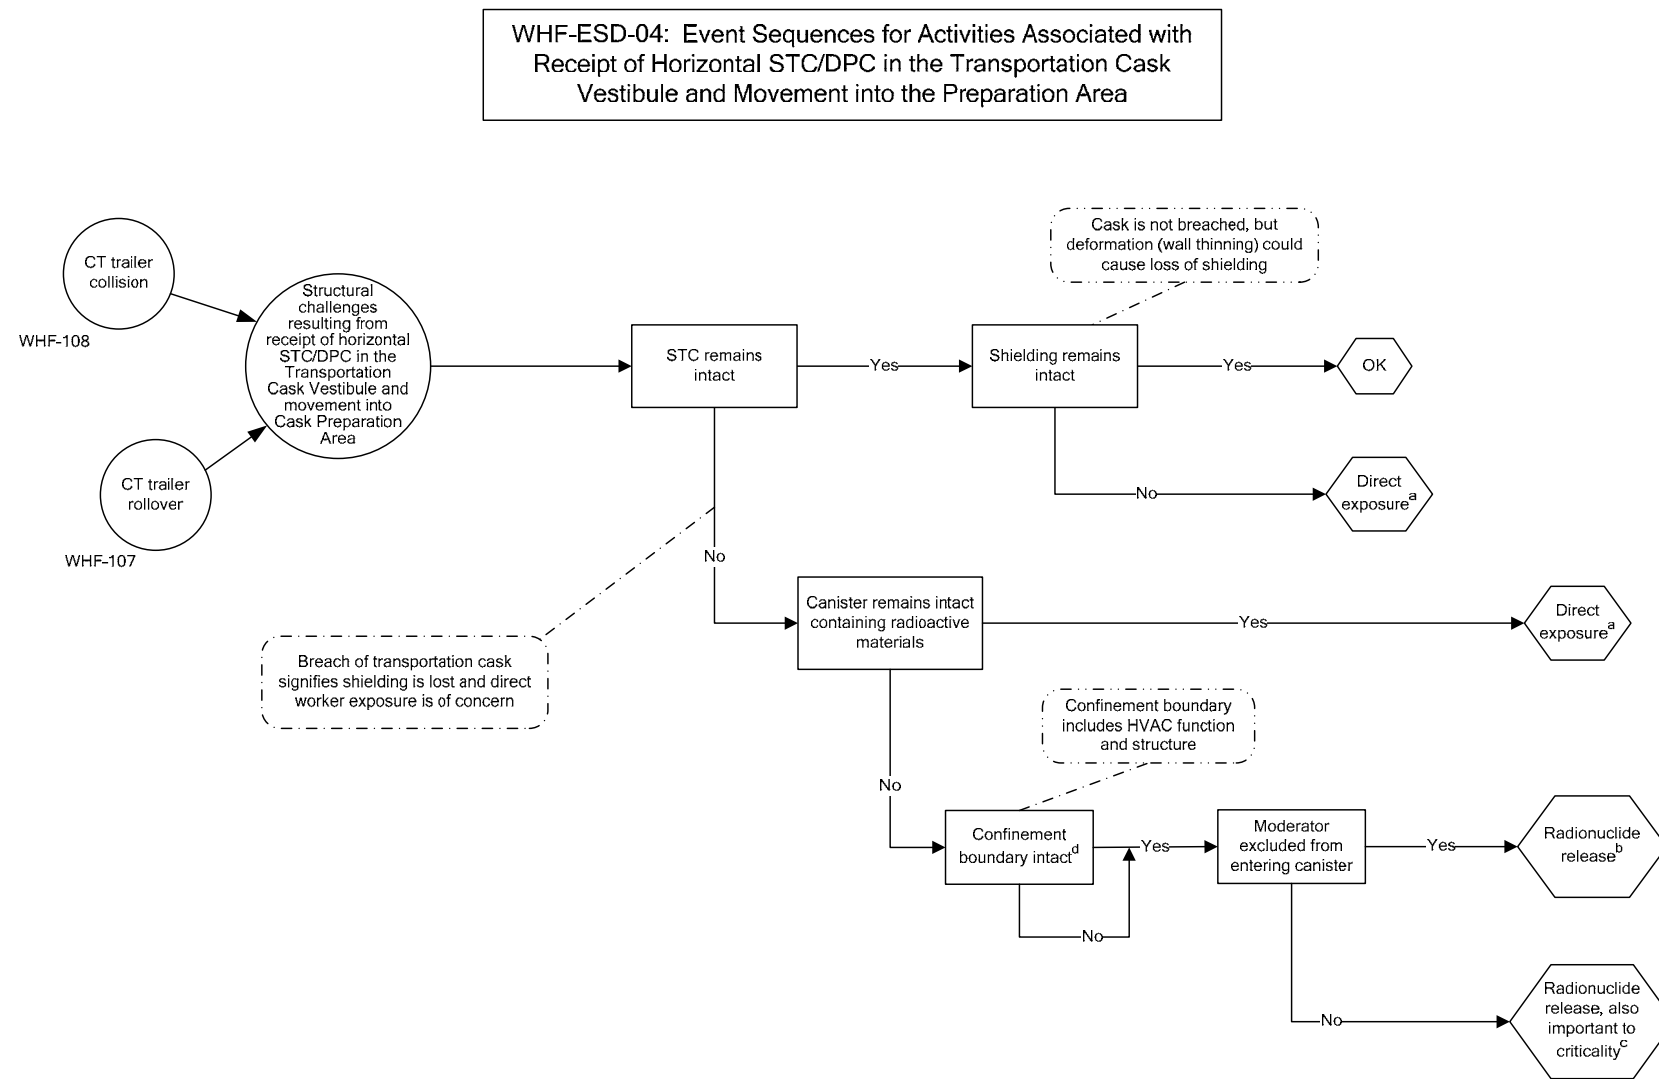 WHF-ESD-04: Event Sequences for Activities Associated with
Receipt of Horizontal STC/DPC in the Transportation Cask
Vestibule and Movement into the Preparation Area
CT trailer
collision
WHF-108
CT trailer
rollover
WHF-107
Structural
challenges
resulting from
receipt of horizontal
STC/DPC in the
Transportation
Cask Vestibule and
movement into
Cask Preparation
Area
STC remains
intact
Yes
Cask is not breached, but
deformation (wall thinning) could
cause loss of shielding
Shielding remains
intact
Yes
OK
No
Direct
exposure^a
No
Breach of transportation cask
signifies shielding is lost and direct
worker exposure is of concern
Canister remains intact
containing radioactive
materials
Yes
Direct
exposure^a
No
Confinement boundary
includes HVAC function
and structure
Confinement
boundary intact^d
Yes
No
Moderator
excluded from
entering canister
Yes
Radionuclide
release^b
No
Radionuclide
release, also
important to
criticality^c